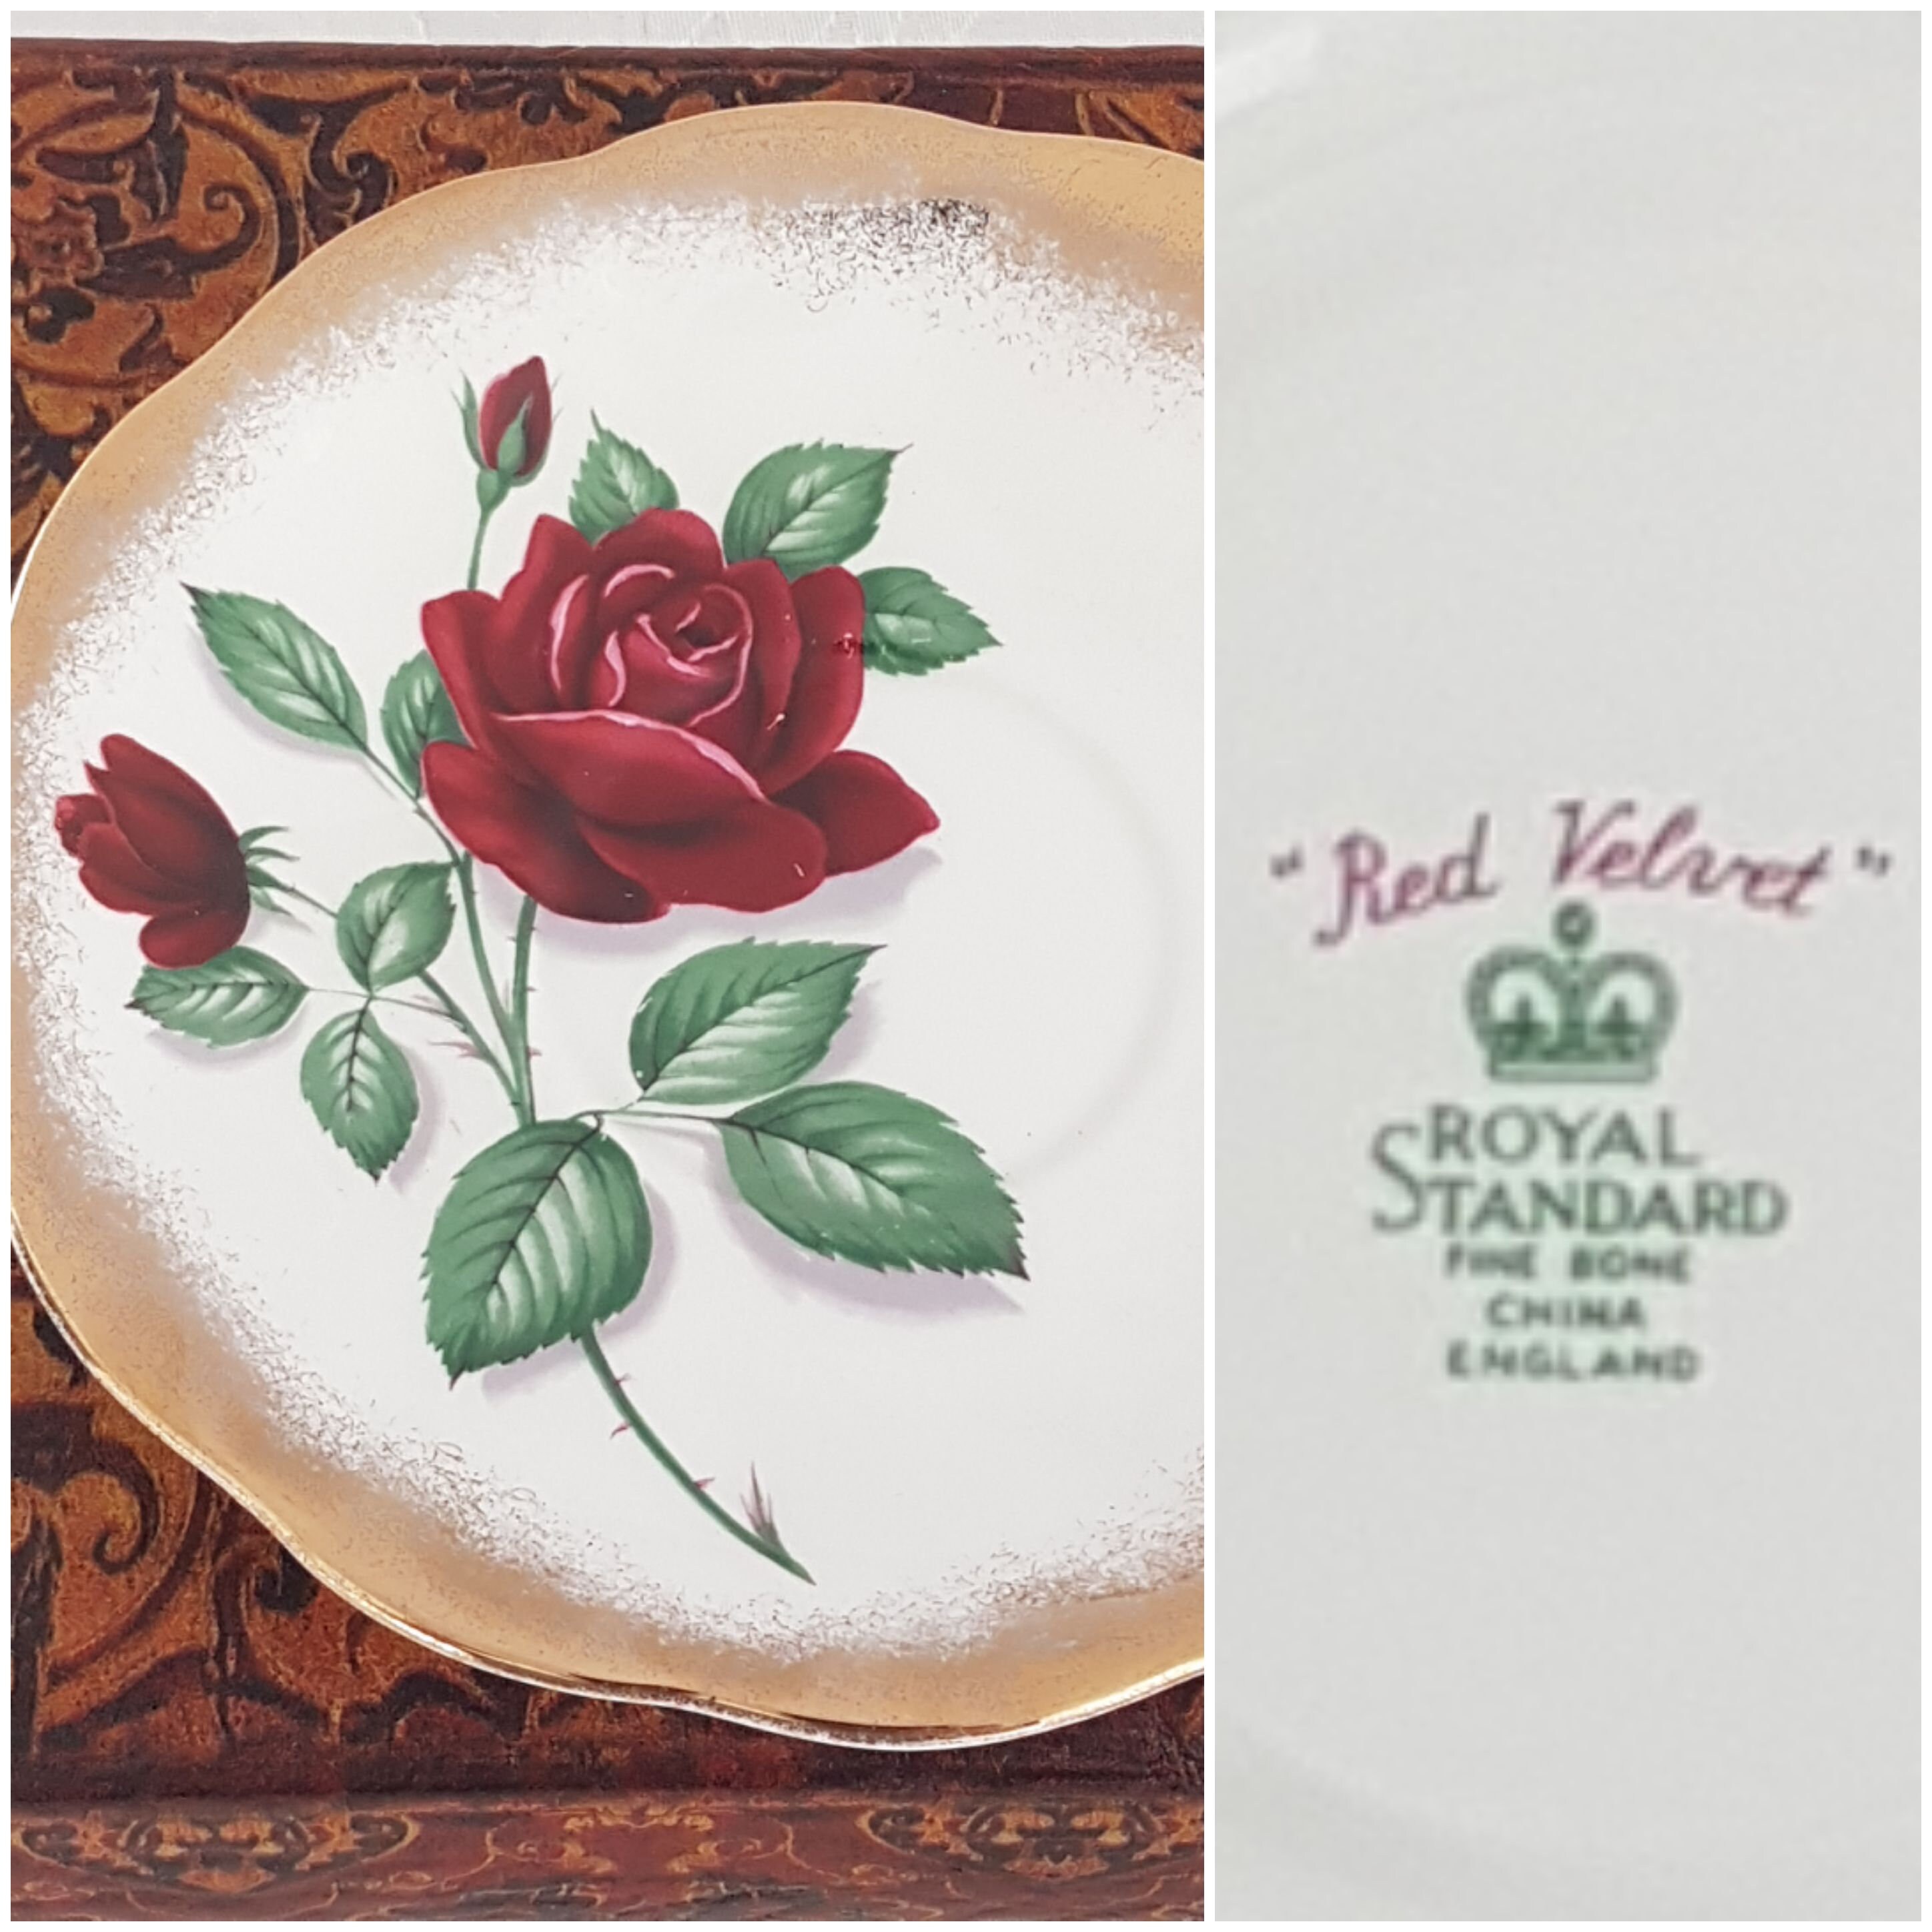 "Red Velvet"
ROYAL
STANDARD
FINE BONE
CHINA
ENGLAND